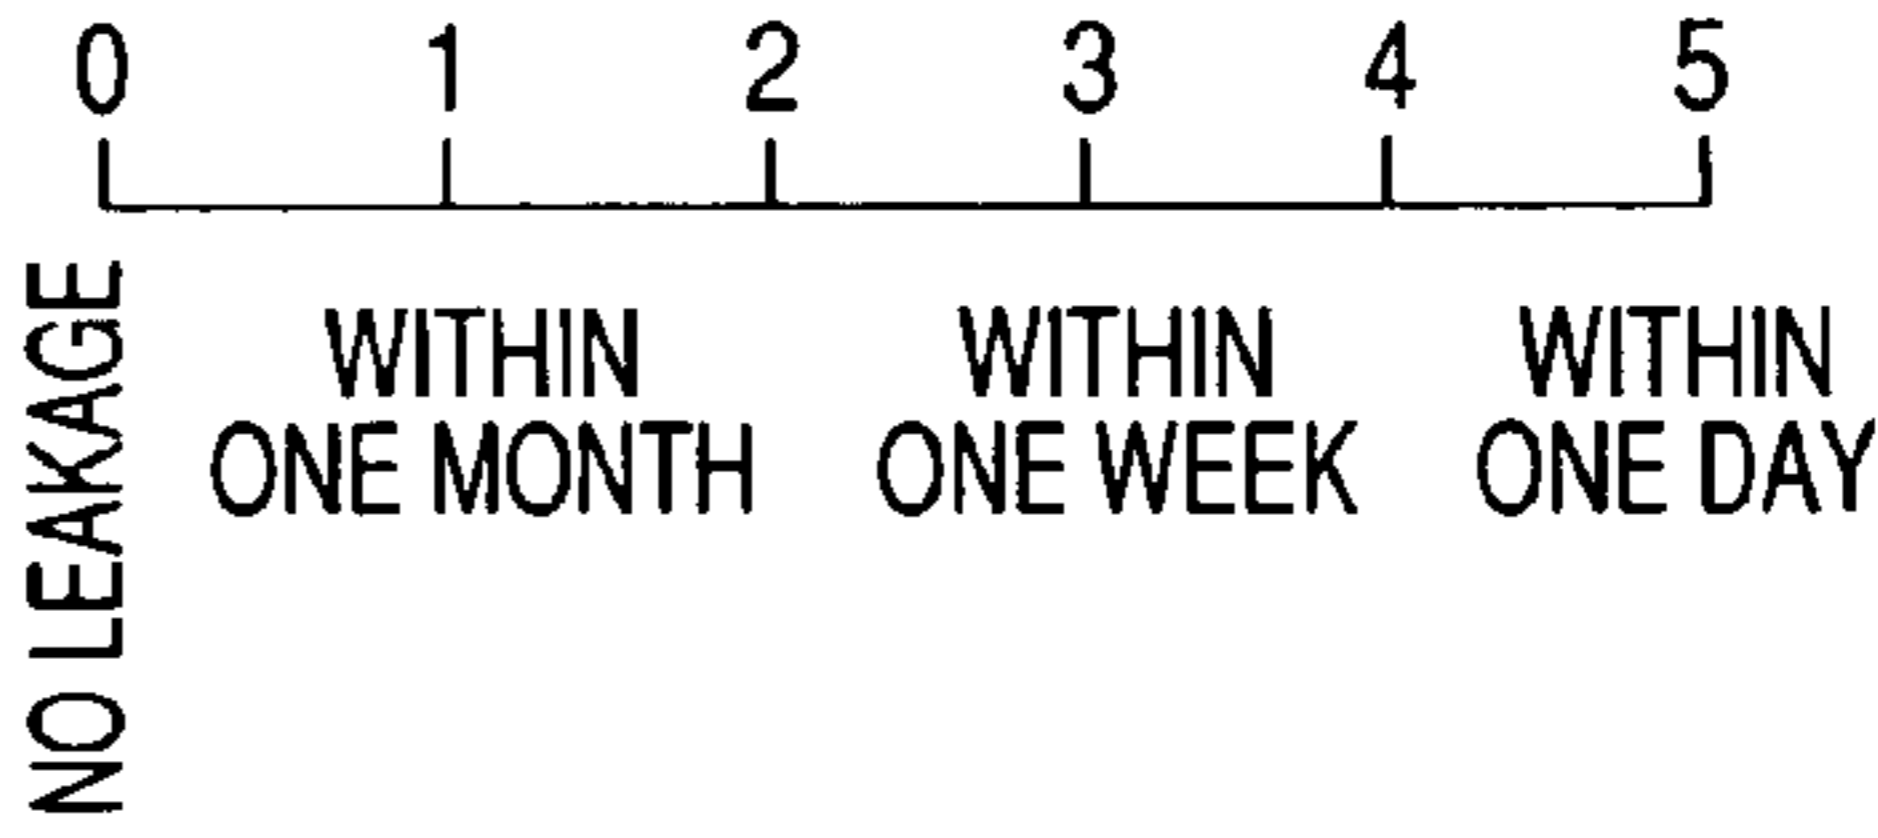 0 1 2 3 4 5
NO LEAKAGE
WITHIN
ONE MONTH
WITHIN
ONE WEEK
WITHIN
ONE DAY